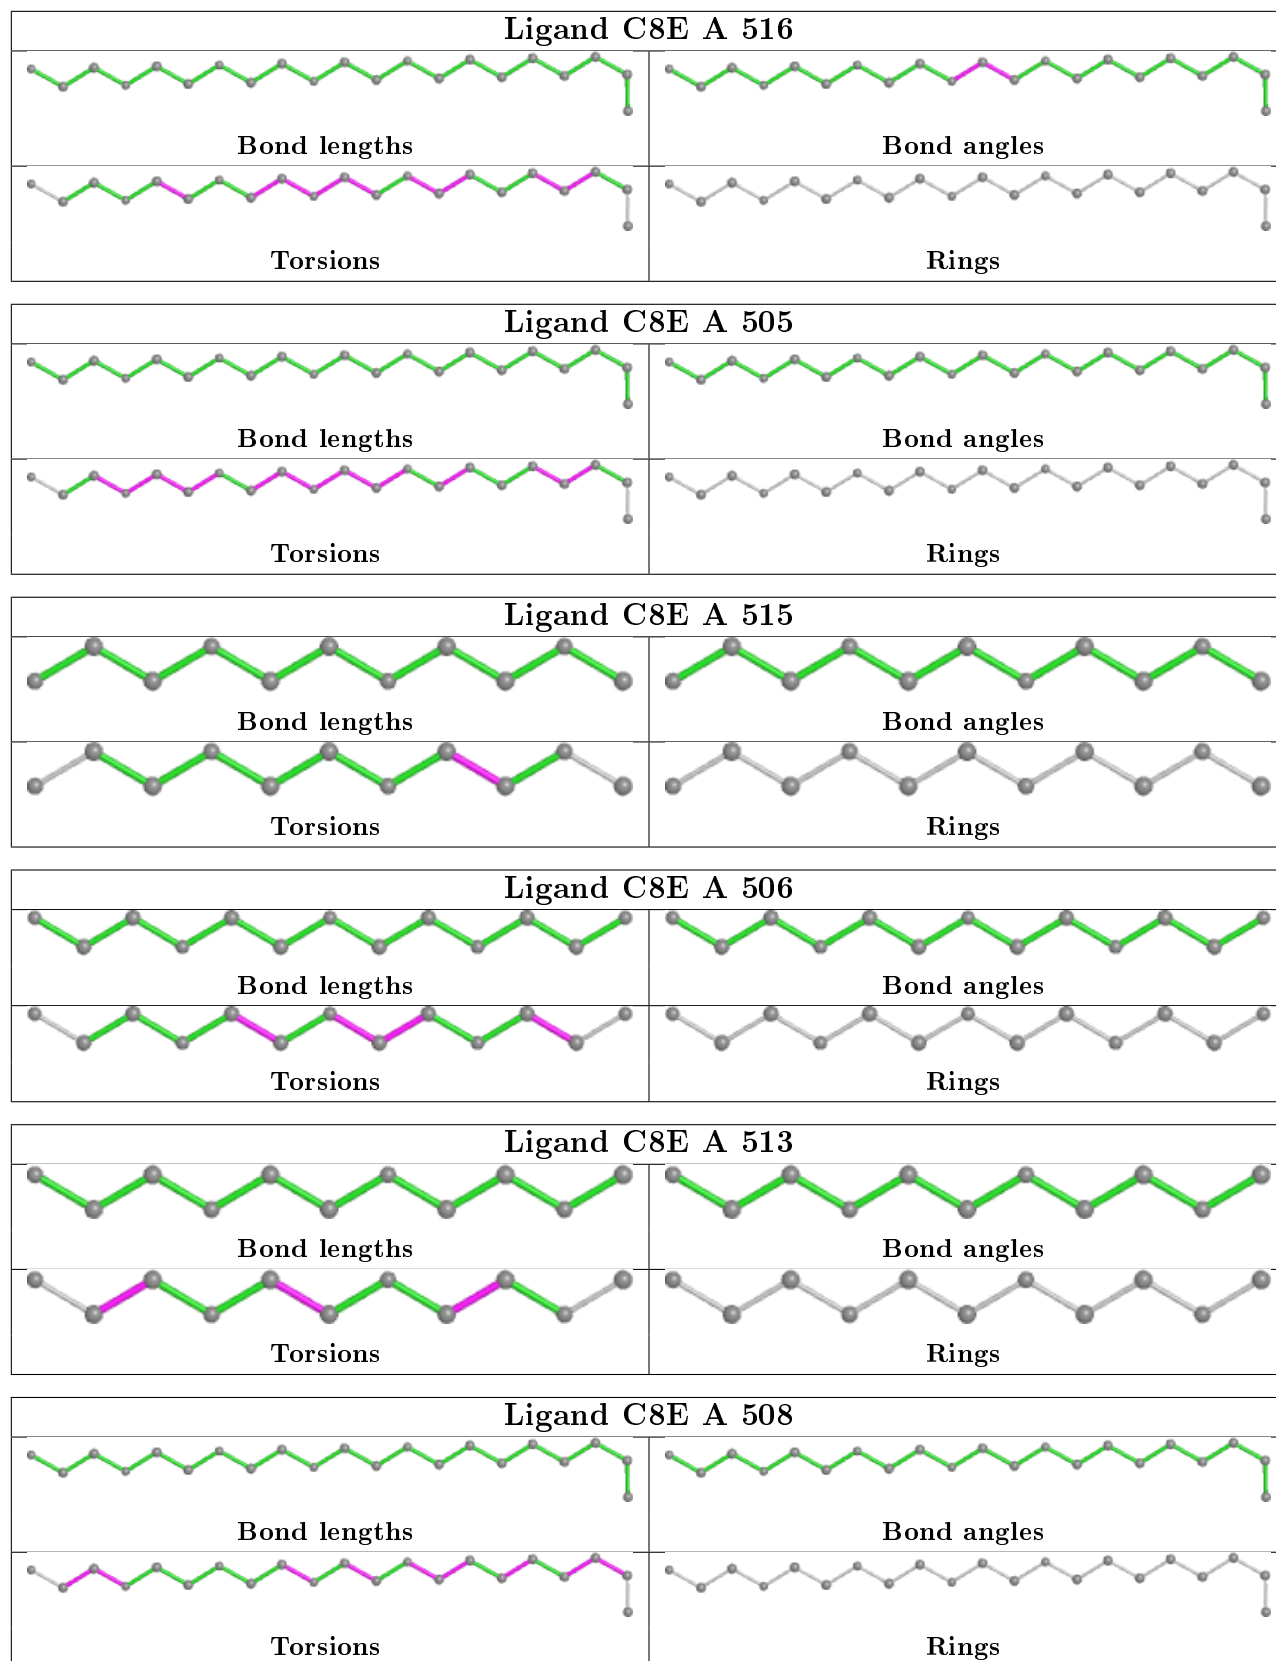 Ligand C8E A 516
Bond lengths
Bond angles
Torsions
Rings
Ligand C8E A 505
Bond lengths
Bond angles
Torsions
Rings
Ligand C8E A 515
Bond lengths
Bond angles
Torsions
Rings
Ligand C8E A 506
Bond lengths
Bond angles
Torsions
Rings
Ligand C8E A 513
Bond lengths
Bond angles
Torsions
Rings
Ligand C8E A 508
Bond lengths
Bond angles
Torsions
Rings